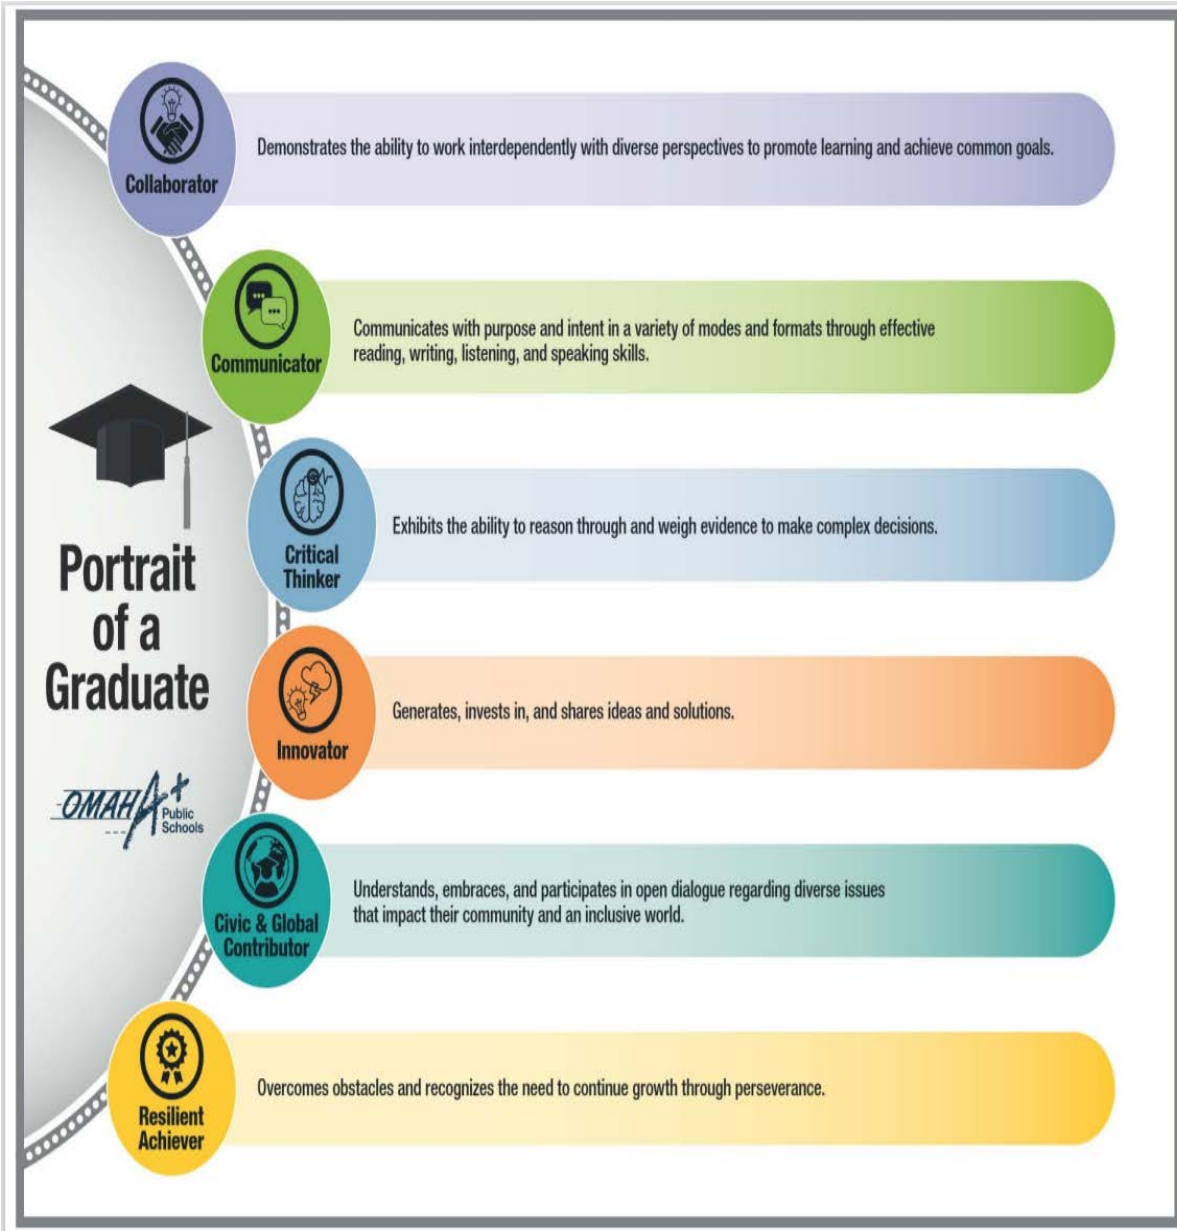 Collaborator
Demonstrates the ability to work interdependently with diverse perspectives to promote learning and achieve common goals.
Communicator
Communicates with purpose and intent in a variety of modes and formats through effective
reading, writing, listening, and speaking skills.
Critical
Thinker
Exhibits the ability to reason through and weigh evidence to make complex decisions.
Portrait
of a
Graduate
Innovator
Generates, invests in, and shares ideas and solutions.
OMAHA+
Public
Schools
Civic & Global
Contributor
Understands, embraces, and participates in open dialogue regarding diverse issues
that impact their community and an inclusive world.
Resilient
Achiever
Overcomes obstacles and recognizes the need to continue growth through perseverance.